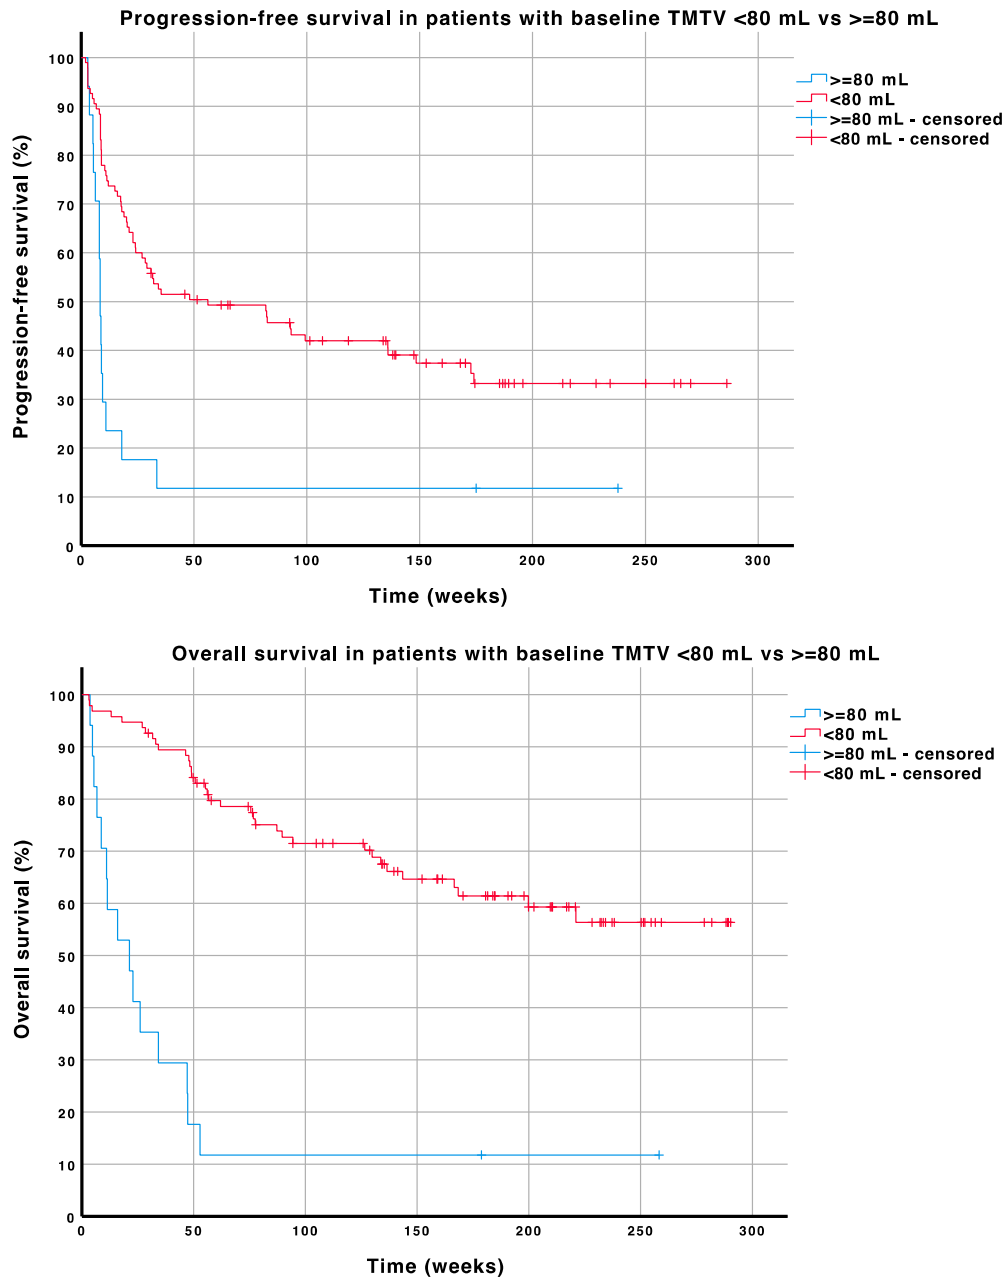 Progression-free survival in patients with baseline TMTV <80 mL vs >=80 mL
100
90
80
70
60
50
40
30
20
10
0
Progression-free survival (%)
>=80 mL
<80 mL
>=80 mL - censored
<80 mL - censored
0 50 100 150 200 250 300
Time (weeks)
Overall survival in patients with baseline TMTV <80 mL vs >=80 mL
100
90
80
70
60
50
40
30
20
10
0
Overall survival (%)
>=80 mL
<80 mL
>=80 mL - censored
<80 mL - censored
0 50 100 150 200 250 300
Time (weeks)